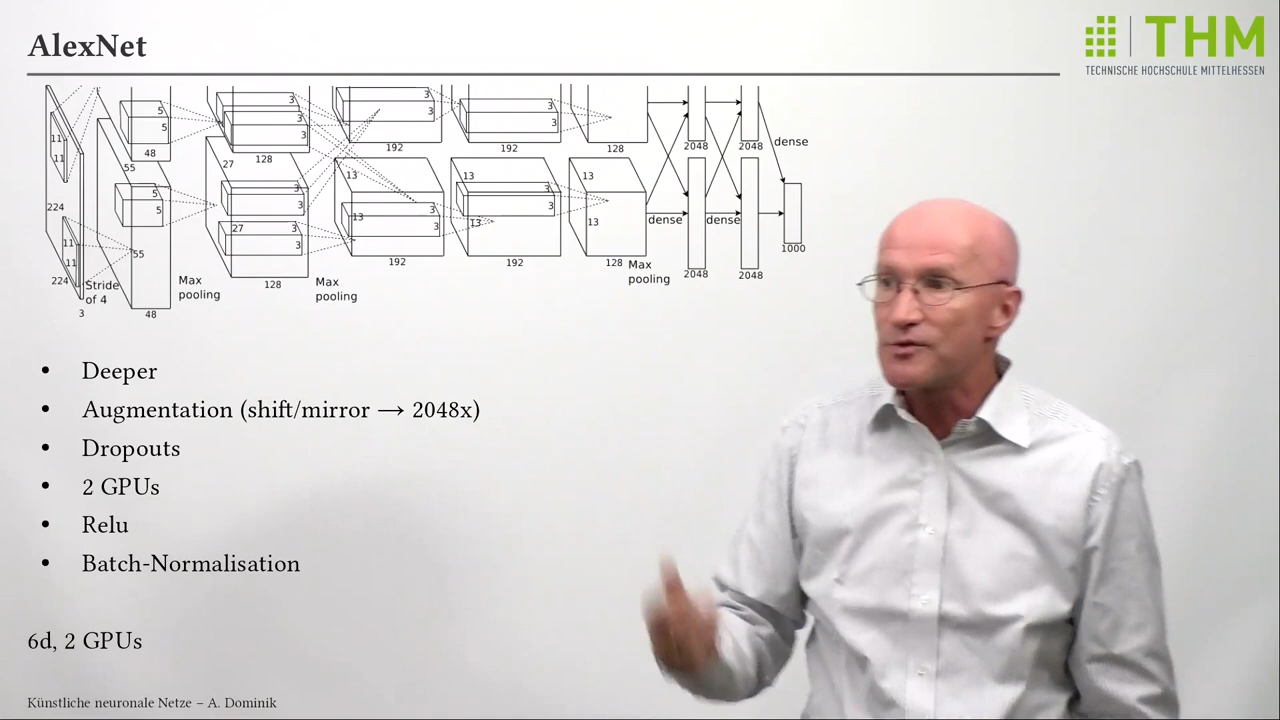 AlexNet
THM
TECHNISCHE HOCHSCHULE MITTELHESSEN
11
11
5
5
48
55
3
3
3
27
128
3
3
192
3
3
192
128
2048
2048
dense
224
11
11
224
3
Stride
of 4
5
5
55
48
Max
pooling
3
3
27
3
3
128
Max
pooling
13
13
3
3
192
13
13
3
3
192
13
13
128
Max
pooling
dense
dense
2048
2048
1000
• Deeper
• Augmentation (shift/mirror → 2048x)
• Dropouts
• 2 GPUs
• Relu
• Batch-Normalisation
6d, 2 GPUs
Künstliche neuronale Netze – A. Dominik